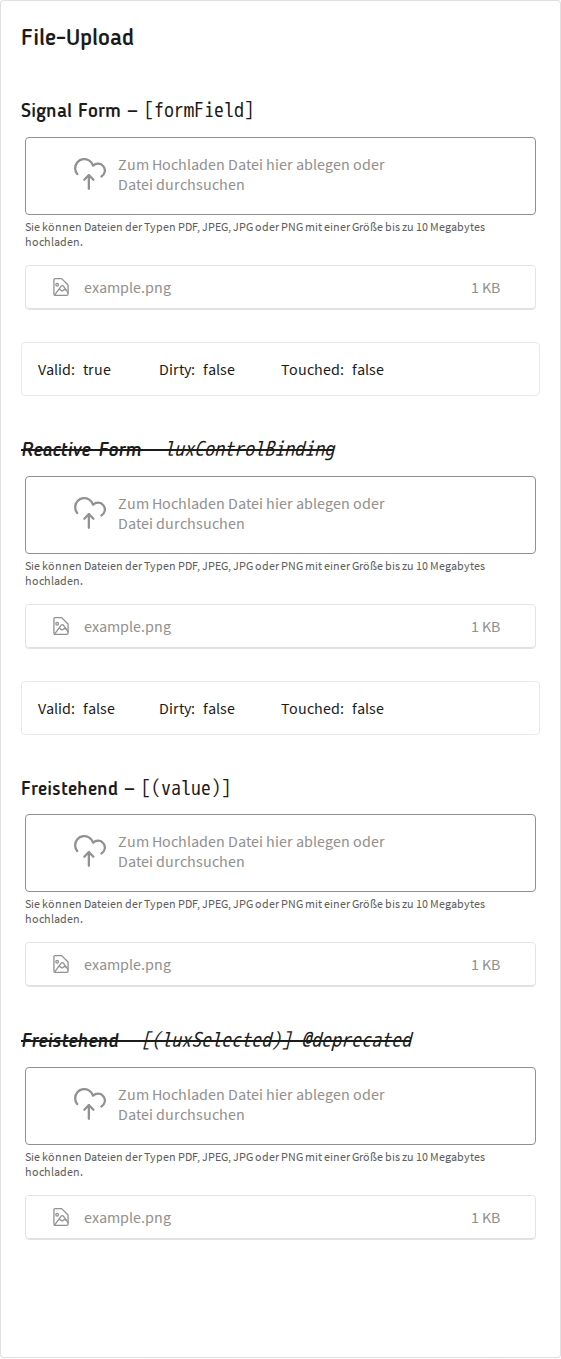 File-Upload
Signal Form – [formField]
Zum Hochladen Datei hier ablegen oder
Datei durchsuchen
Sie können Dateien der Typen PDF, JPEG, JPG oder PNG mit einer Größe bis zu 10 Megabytes
hochladen.
example.png 1 KB
Valid: true Dirty: false Touched: false
Reactive Form – luxControlBinding
Zum Hochladen Datei hier ablegen oder
Datei durchsuchen
Sie können Dateien der Typen PDF, JPEG, JPG oder PNG mit einer Größe bis zu 10 Megabytes
hochladen.
example.png 1 KB
Valid: false Dirty: false Touched: false
Freistehend – [(value)]
Zum Hochladen Datei hier ablegen oder
Datei durchsuchen
Sie können Dateien der Typen PDF, JPEG, JPG oder PNG mit einer Größe bis zu 10 Megabytes
hochladen.
example.png 1 KB
Freistehend – [(luxSelected)] @deprecated
Zum Hochladen Datei hier ablegen oder
Datei durchsuchen
Sie können Dateien der Typen PDF, JPEG, JPG oder PNG mit einer Größe bis zu 10 Megabytes
hochladen.
example.png 1 KB